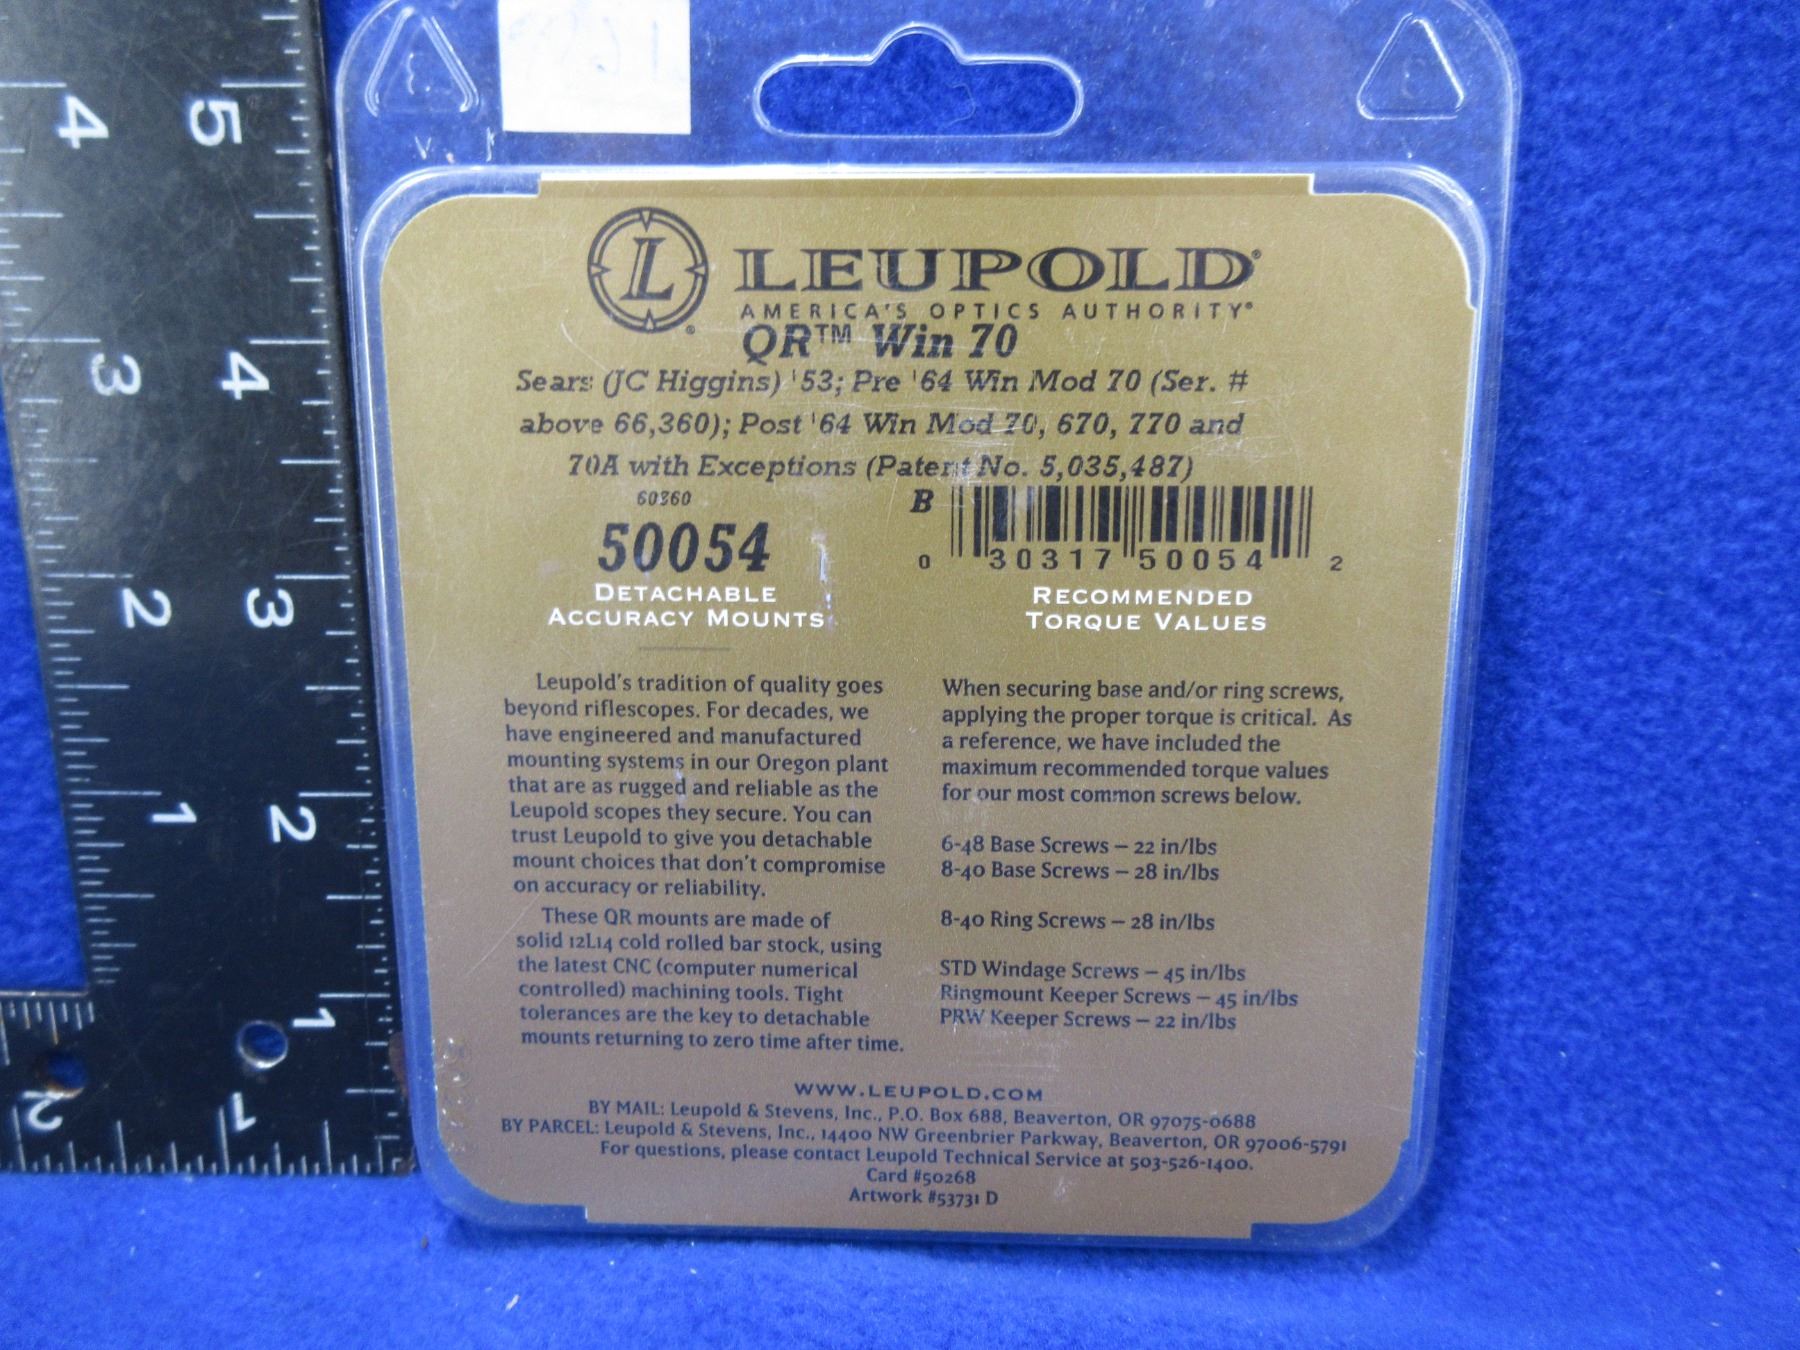 L
LEUPOLD®
AMERICA'S OPTICS AUTHORITY®
®
QR™ Win 70
Sears (JC Higgins) '53; Pre '64 Win Mod 70 (Ser. #
above 66,360); Post '64 Win Mod 70, 670, 770 and
70A with Exceptions (Patent No. 5,035,487)
60360
50054
B
0 30317 50054 2
DETACHABLE
ACCURACY MOUNTS
Leupold's tradition of quality goes
beyond riflescopes. For decades, we
have engineered and manufactured
mounting systems in our Oregon plant
that are as rugged and reliable as the
Leupold scopes they secure. You can
trust Leupold to give you detachable
mount choices that don't compromise
on accuracy or reliability.
These QR mounts are made of
solid 12L14 cold rolled bar stock, using
the latest CNC (computer numerical
controlled) machining tools. Tight
tolerances are the key to detachable
mounts returning to zero time after time.
RECOMMENDED
TORQUE VALUES
When securing base and/or ring screws,
applying the proper torque is critical. As
a reference, we have included the
maximum recommended torque values
for our most common screws below.
6-48 Base Screws – 22 in/lbs
8-40 Base Screws – 28 in/lbs
8-40 Ring Screws – 28 in/lbs
STD Windage Screws – 45 in/lbs
Ringmount Keeper Screws – 45 in/lbs
PRW Keeper Screws – 22 in/lbs
WWW.LEUPOLD.COM
BY MAIL: Leupold & Stevens, Inc., P.O. Box 688, Beaverton, OR 97075-0688
BY PARCEL: Leupold & Stevens, Inc., 14400 NW Greenbrier Parkway, Beaverton, OR 97006-5791
For questions, please contact Leupold Technical Service at 503-526-1400.
Card #50268
Artwork #53731 D
4 5
3 4
2 3
1 2
1
2 1